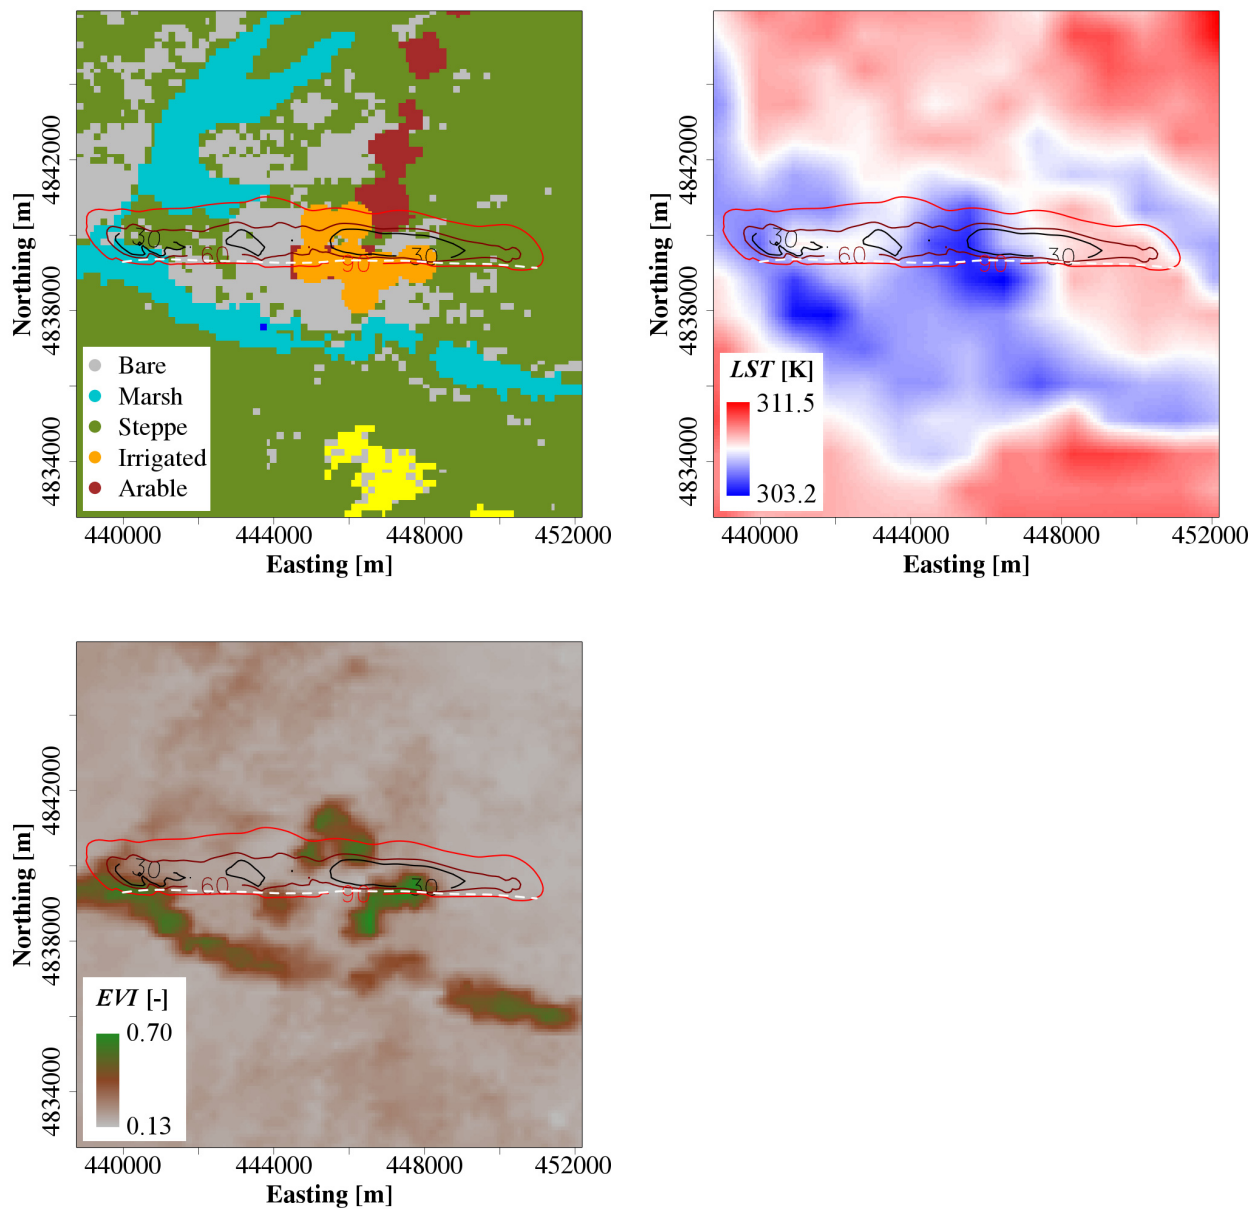 Northing [m]
4842000
4838000
4834000
30
60
90
30
Bare
Marsh
Steppe
Irrigated
Arable
440000 444000 448000 452000
Easting [m]
Northing [m]
4842000
4838000
4834000
30
60
90
30
LST [K]
311.5
303.2
440000 444000 448000 452000
Easting [m]
Northing [m]
4842000
4838000
4834000
30
60
90
30
EVI [-]
0.70
0.13
440000 444000 448000 452000
Easting [m]